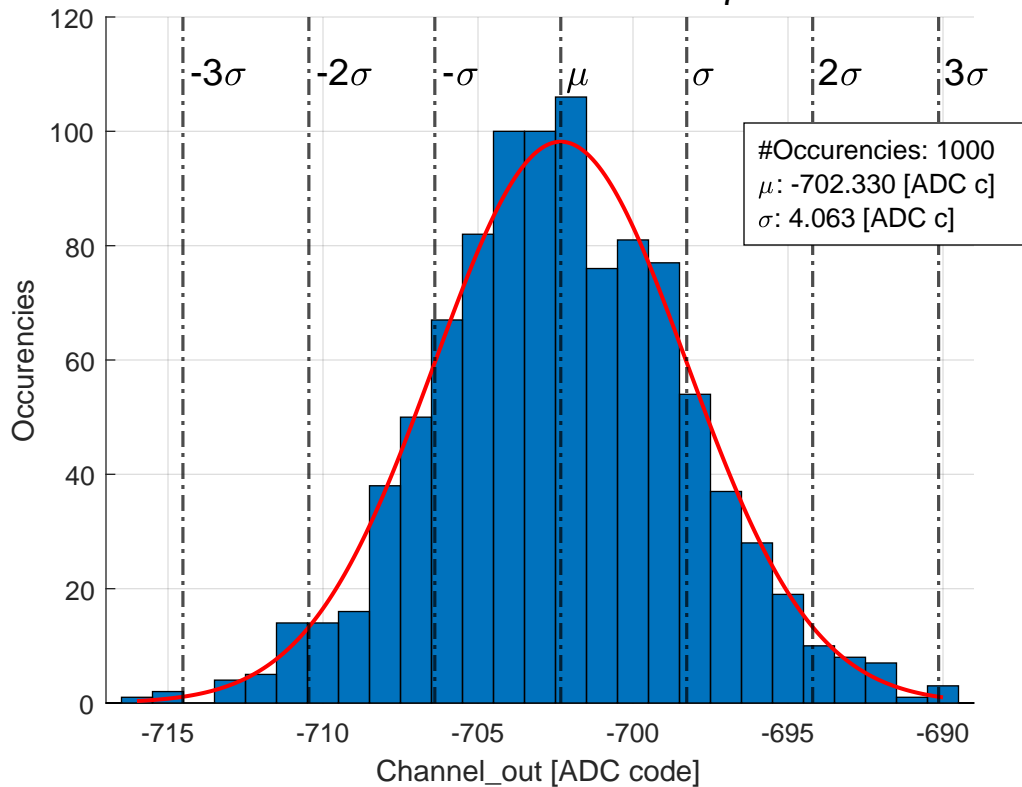 120
100
80
60
40
20
0
-3σ -2σ -σ μ σ 2σ 3σ
#Occurencies: 1000
μ: -702.330 [ADC c]
σ: 4.063 [ADC c]
Occurencies
-715 -710 -705 -700 -695 -690
Channel_out [ADC code]